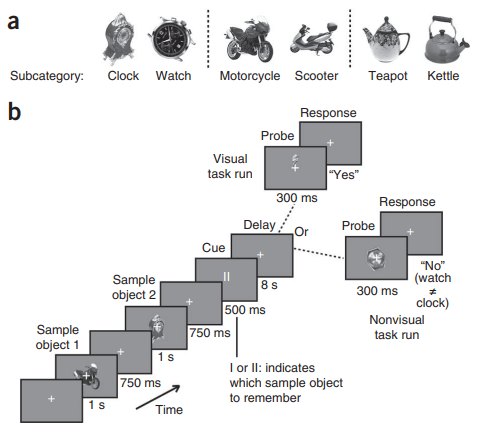 a
Subcategory: Clock Watch Motorcycle Scooter Teapot Kettle
b
Response
Probe
Visual
task run
"Yes"
300 ms
Response
Probe
Delay
Or
Cue
II
8 s
"No"
(watch
≠
clock)
300 ms
Nonvisual
task run
500 ms
Sample
object 2
750 ms
1 s
Sample
object 1
750 ms
1 s
I or II: indicates
which sample object
to remember
Time